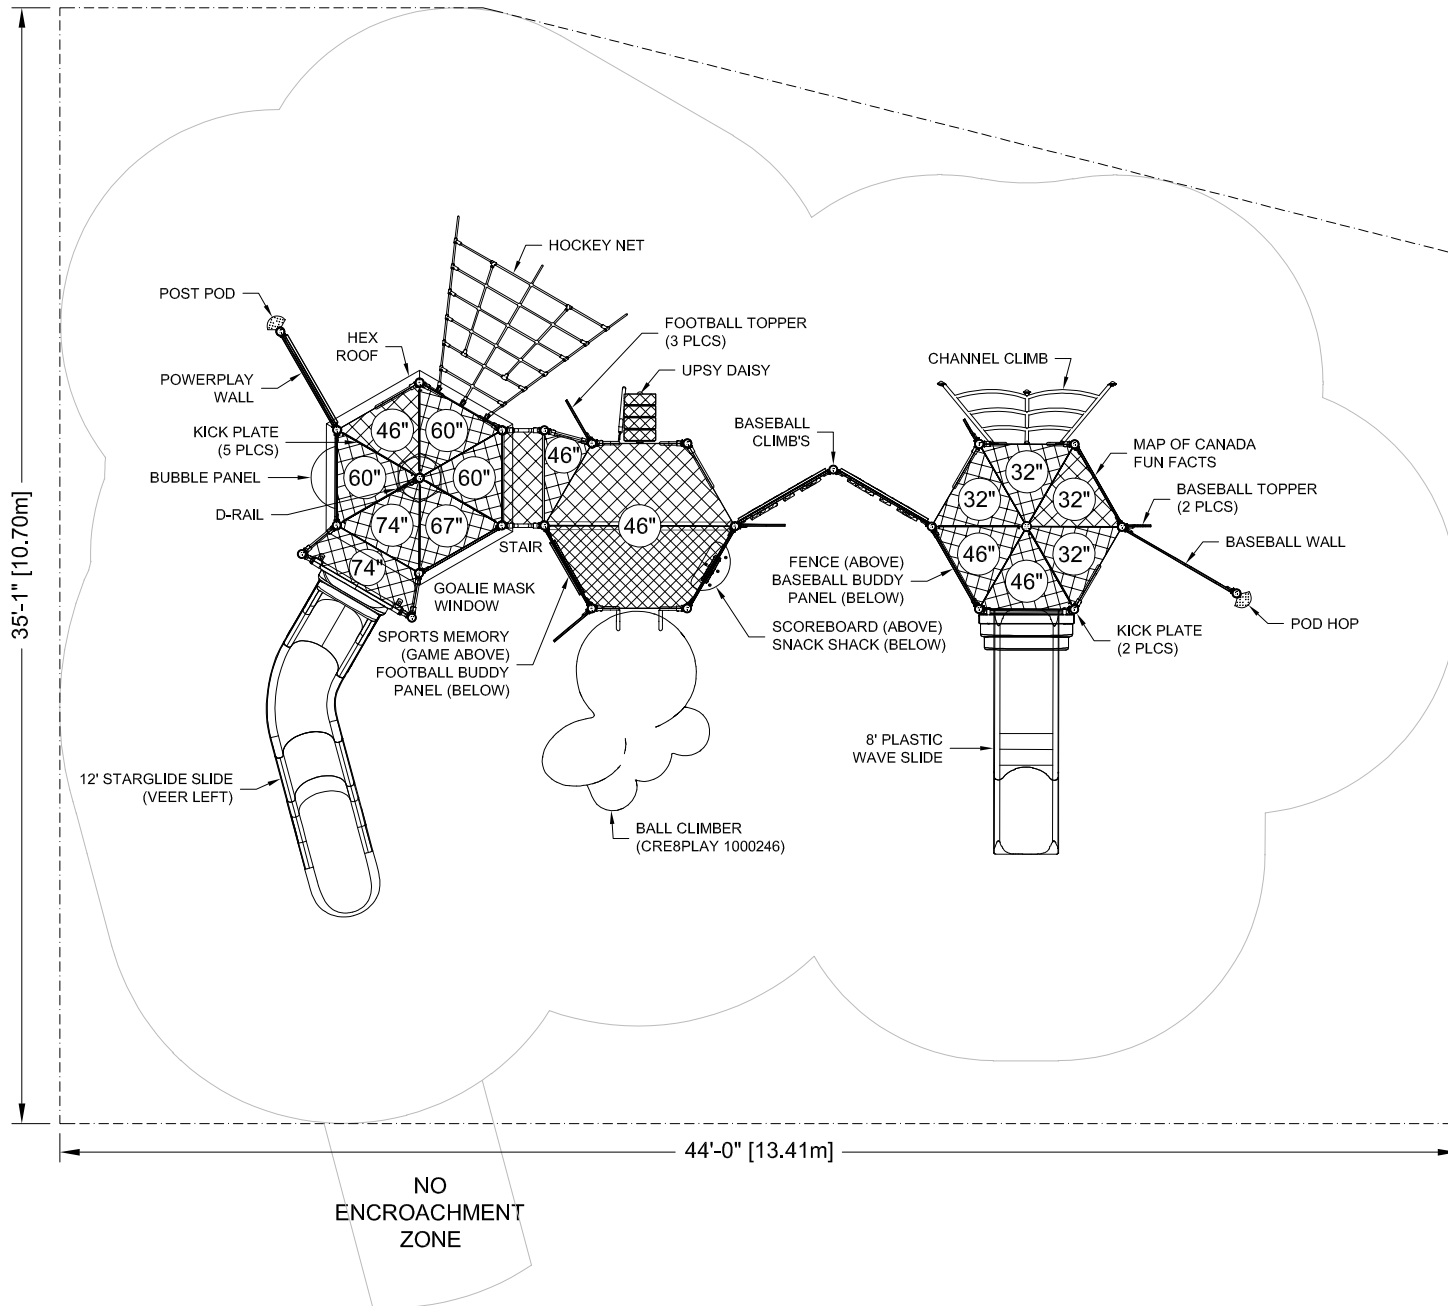 HOCKEY NET
POST POD
FOOTBALL TOPPER
(3 PLCS)
HEX
ROOF
CHANNEL CLIMB
UPSY DAISY
POWERPLAY
WALL
46"
60"
KICK PLATE
(5 PLCS)
BASEBALL
CLIMB'S
MAP OF CANADA
FUN FACTS
46"
32"
BUBBLE PANEL
60"
60"
32"
32"
BASEBALL TOPPER
(2 PLCS)
D-RAIL
74"
67"
46"
STAIR
BASEBALL WALL
46"
32"
74"
46"
FENCE (ABOVE)
BASEBALL BUDDY
PANEL (BELOW)
GOALIE MASK
WINDOW
SPORTS MEMORY
(GAME ABOVE)
FOOTBALL BUDDY
PANEL (BELOW)
SCOREBOARD (ABOVE)
SNACK SHACK (BELOW)
POD HOP
KICK PLATE
(2 PLCS)
35'-1" [10.70m]
8' PLASTIC
WAVE SLIDE
12' STARGLIDE SLIDE
(VEER LEFT)
BALL CLIMBER
(CRE8PLAY 1000246)
44'-0" [13.41m]
NO
ENCROACHMENT
ZONE